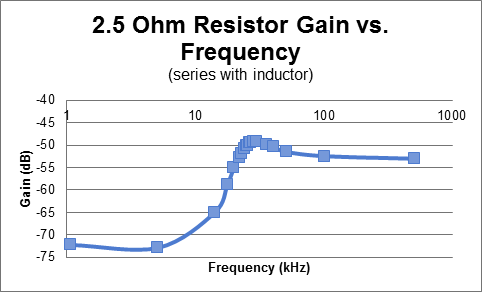 2.5 Ohm Resistor Gain vs.
Frequency
(series with inductor)
-40
1 10 100 1000
-45
-50
-55
-60
-65
-70
-75
Gain (dB)
Frequency (kHz)